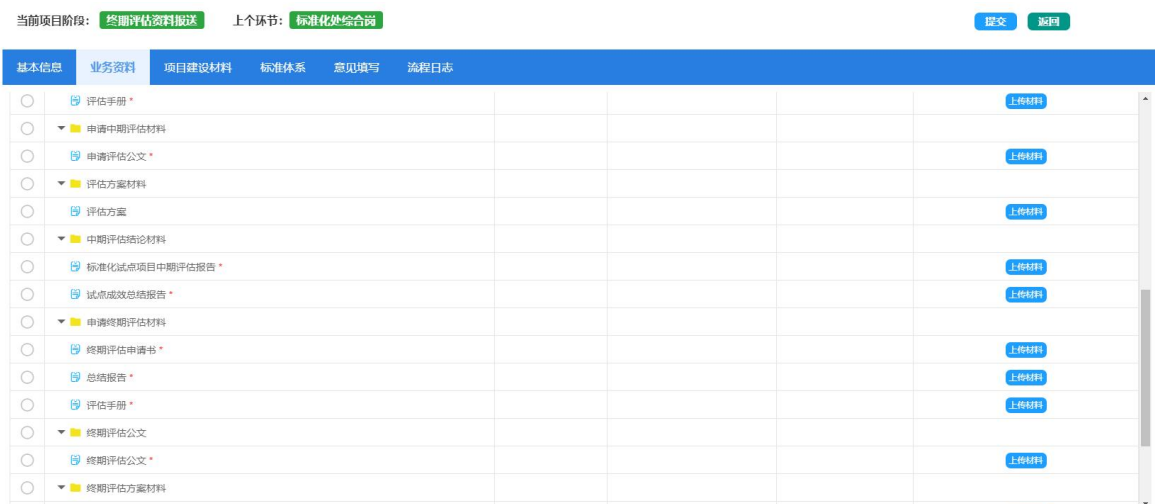 当前项目阶段： 终期评估资料报送 上个环节： 标准化处综合岗 提交 返回
基本信息 业务资料 项目建设材料 标准体系 意见填写 流程日志
评估手册 * 上传材料
申请中期评估材料
申请评估公文 * 上传材料
评估方案材料
评估方案 上传材料
中期评估结论材料
标准化试点项目中期评估报告 * 上传材料
试点成效总结报告 * 上传材料
申请终期评估材料
终期评估申请书 * 上传材料
总结报告 * 上传材料
评估手册 * 上传材料
终期评估公文
终期评估公文 * 上传材料
终期评估方案材料